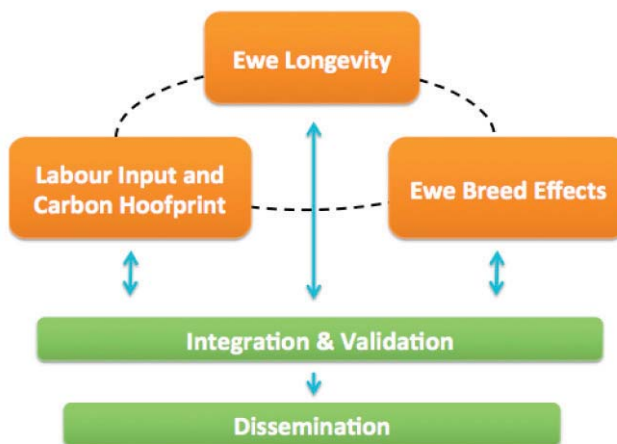 Ewe Longevity
Labour Input and
Carbon Hoofprint
Ewe Breed Effects
Integration & Validation
Dissemination